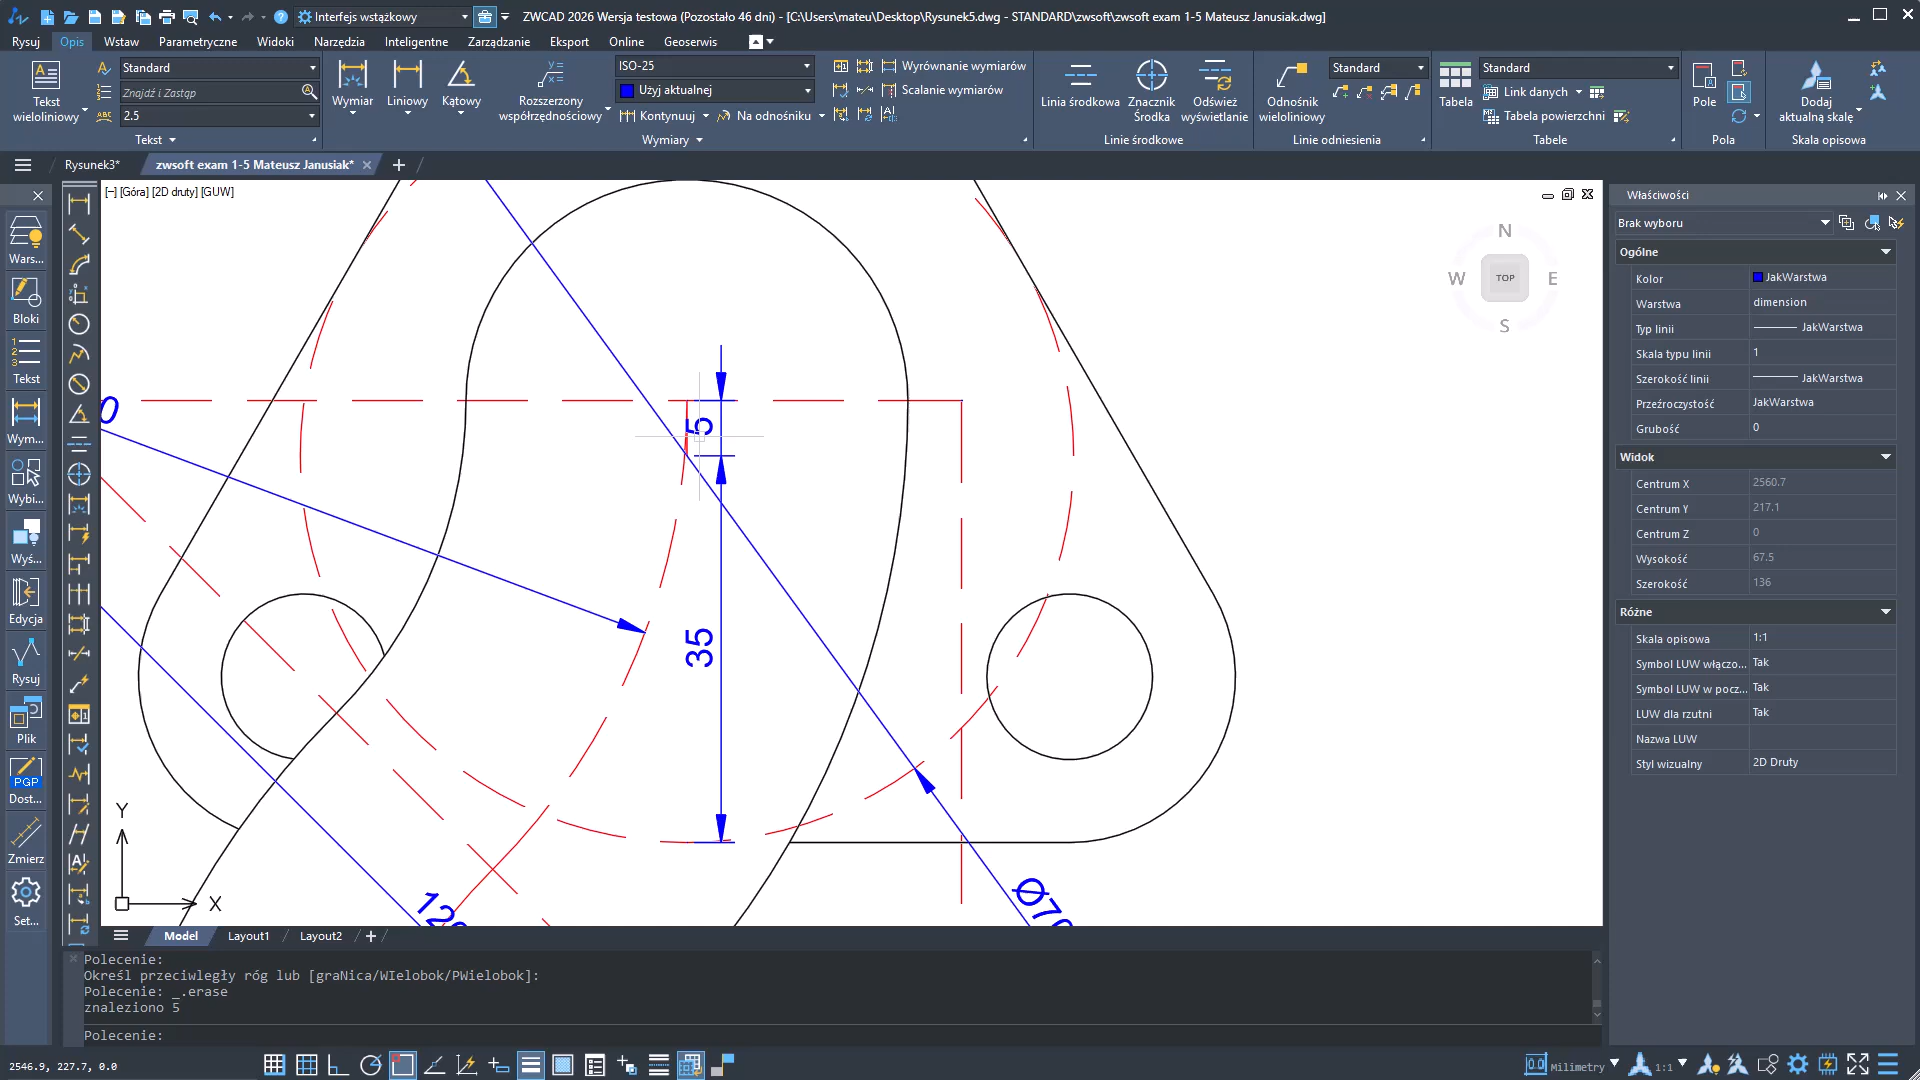 Interfejs wstążkowy
ZWCAD 2026 Wersja testowa (Pozostało 46 dni) - [C:\Users\mateu\Desktop\Rysunek5.dwg - STANDARD\zwsoft\zwsoft exam 1-5 Mateusz Janusiak.dwg]
Rysuj Opis Wstaw Parametryczne Widoki Narzędzia Inteligentne Zarządzanie Eksport Online Geoserwis
Tekst wieloliniowy
Standard
Znajdź i Zastąp
2.5
Tekst
Wymiar
Liniowy
Kątowy
Rozszerzony współrzędnościowy
ISO-25
Użyj aktualnej
Kontynuuj
Na odnośniku
Wyrównanie wymiarów
Scalanie wymiarów
Wymiary
Linia środkowa
Znacznik Środka
Odśwież wyświetlanie
Linie środkowe
Odnośnik wieloliniowy
Standard
Linie odniesienia
Tabela
Standard
Link danych
Tabela powierzchni
Tabele
Pole
Pola
Dodaj aktualną skalę
Skala opisowa
Rysunek3*
zwsoft exam 1-5 Mateusz Janusiak*
[−] [Góra] [2D druty] [GUW]
Wars...
Bloki
Tekst
Wym...
Wybi...
Wyś...
Edycja
Rysuj
Plik
PGP
Dost...
Zmierz
Set...
N
W TOP E
S
0
5
35
120
Ø70
Y
X
Właściwości
Brak wyboru
Ogólne
Kolor JakWarstwa
Warstwa dimension
Typ linii JakWarstwa
Skala typu linii 1
Szerokość linii JakWarstwa
Przeźroczystość JakWarstwa
Grubość 0
Widok
Centrum X 2560.7
Centrum Y 217.1
Centrum Z 0
Wysokość 67.5
Szerokość 136
Różne
Skala opisowa 1:1
Symbol LUW włączo... Tak
Symbol LUW w pocz... Tak
LUW dla rzutni Tak
Nazwa LUW
Styl wizualny 2D Druty
Model Layout1 Layout2
Polecenie:
Określ przeciwległy róg lub [graNica/WIelobok/PWielobok]:
Polecenie: _.erase
znaleziono 5
Polecenie:
2546.9, 227.7, 0.0
Milimetry
1:1